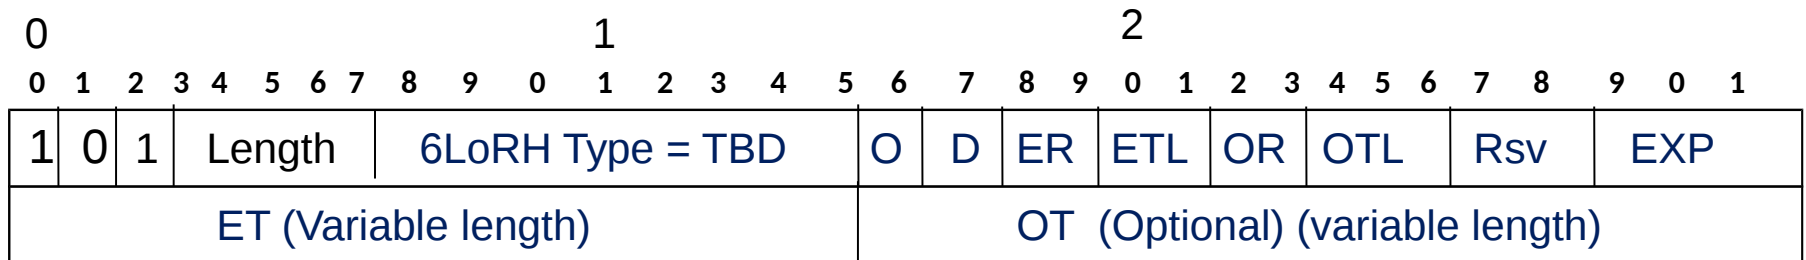 0 1 2
0 1 2 3 4 5 6 7 8 9 0 1 2 3 4 5 6 7 8 9 0 1 2 3 4 5 6 7 8 9 0 1
1 0 1 Length 6LoRH Type = TBD O D ER ETL OR OTL Rsv EXP
ET (Variable length) OT (Optional) (variable length)